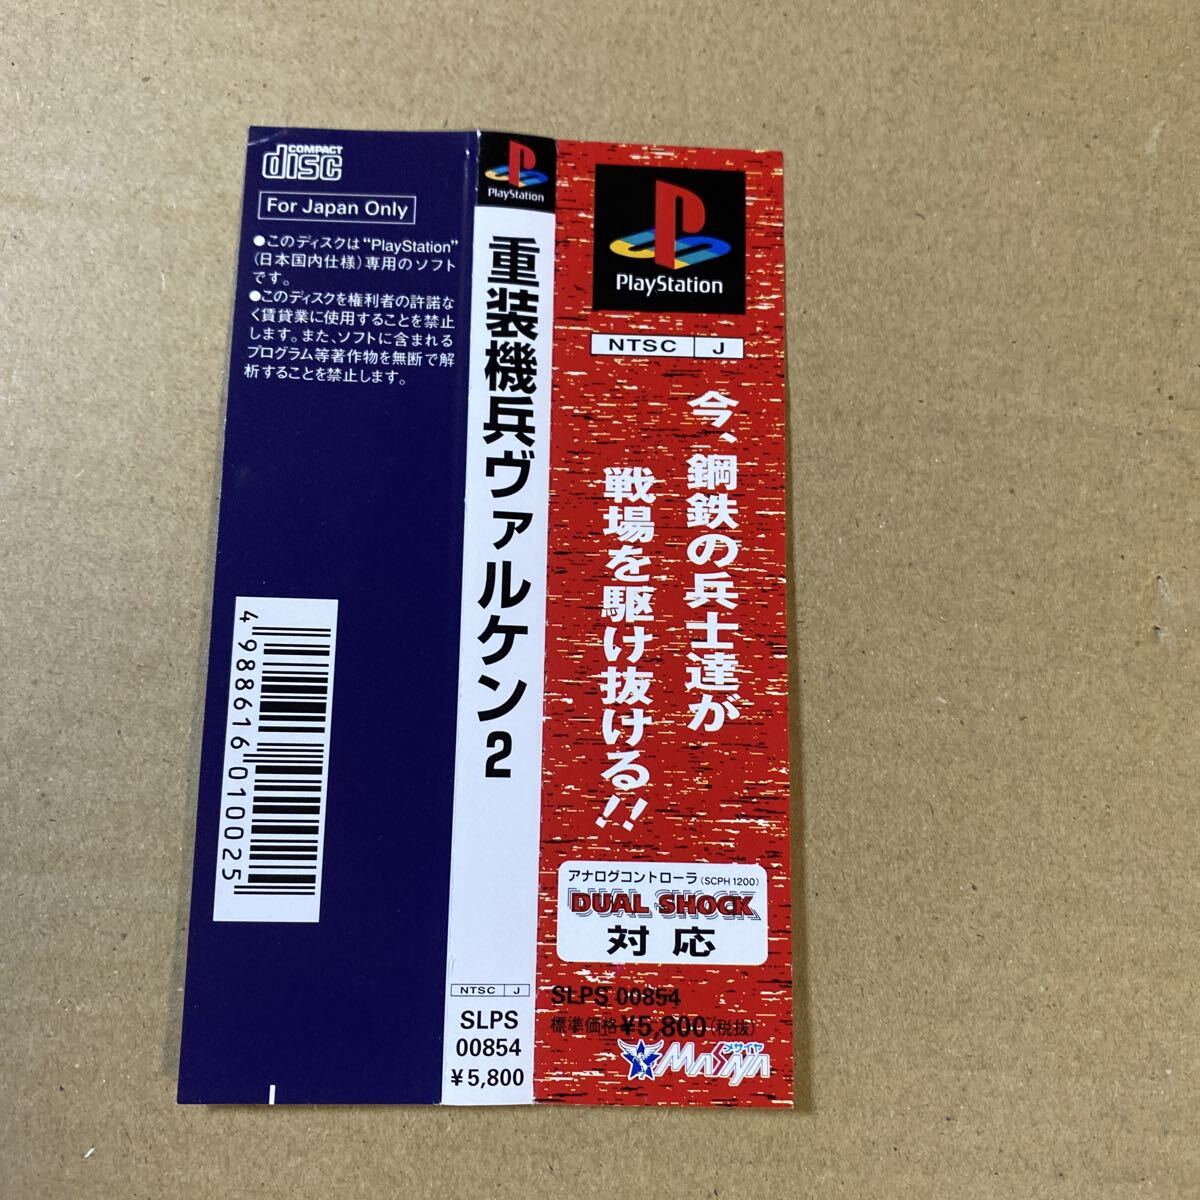 COMPACT
disc
For Japan Only
●このディスクは“PlayStation”
(日本国内仕様)専用のソフト
です。
●このディスクを権利者の許諾な
く賃貸業に使用することを禁止
します。また、ソフトに含まれる
プログラム等著作物を無断で解
析することを禁止します。
4 988616 010025
PlayStation
重装機兵ヴァルケン2
NTSC J
SLPS
00854
¥5,800
PlayStation
NTSC J
今、鋼鉄の兵士達が
戦場を駆け抜ける!!
アナログコントローラ(SCPH 1200)
DUAL SHOCK
対応
SLPS 00854
標準価格¥5,800(税抜)
メサイヤ
MASAYA